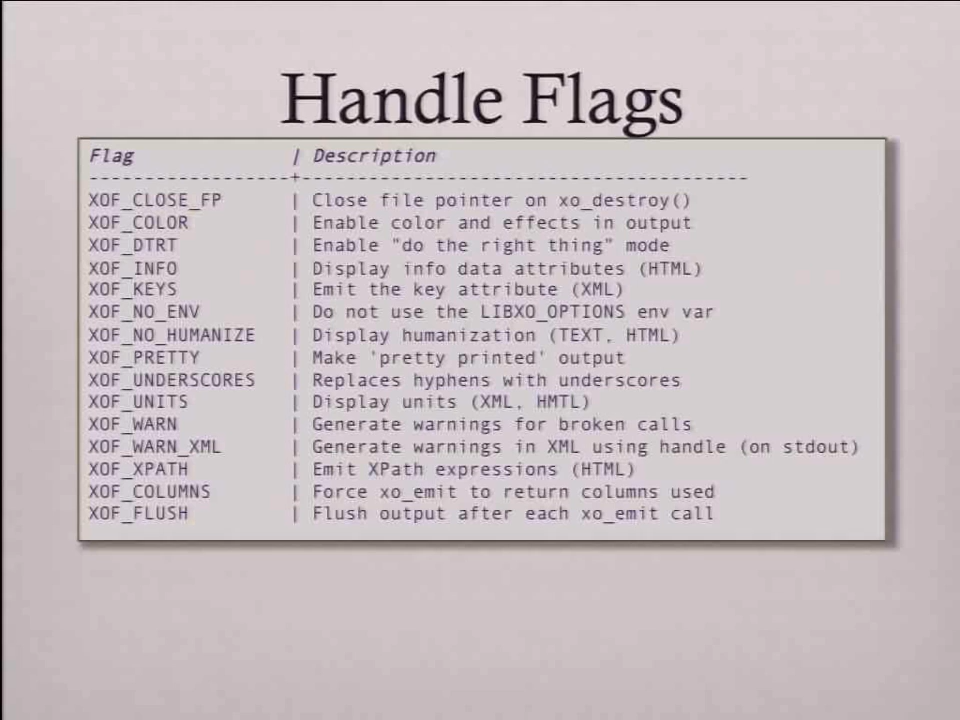 Handle Flags
Flag | Description
------------------+----------------------------------------
XOF_CLOSE_FP | Close file pointer on xo_destroy()
XOF_COLOR | Enable color and effects in output
XOF_DTRT | Enable "do the right thing" mode
XOF_INFO | Display info data attributes (HTML)
XOF_KEYS | Emit the key attribute (XML)
XOF_NO_ENV | Do not use the LIBXO_OPTIONS env var
XOF_NO_HUMANIZE | Display humanization (TEXT, HTML)
XOF_PRETTY | Make 'pretty printed' output
XOF_UNDERSCORES | Replaces hyphens with underscores
XOF_UNITS | Display units (XML, HMTL)
XOF_WARN | Generate warnings for broken calls
XOF_WARN_XML | Generate warnings in XML using handle (on stdout)
XOF_XPATH | Emit XPath expressions (HTML)
XOF_COLUMNS | Force xo_emit to return columns used
XOF_FLUSH | Flush output after each xo_emit call